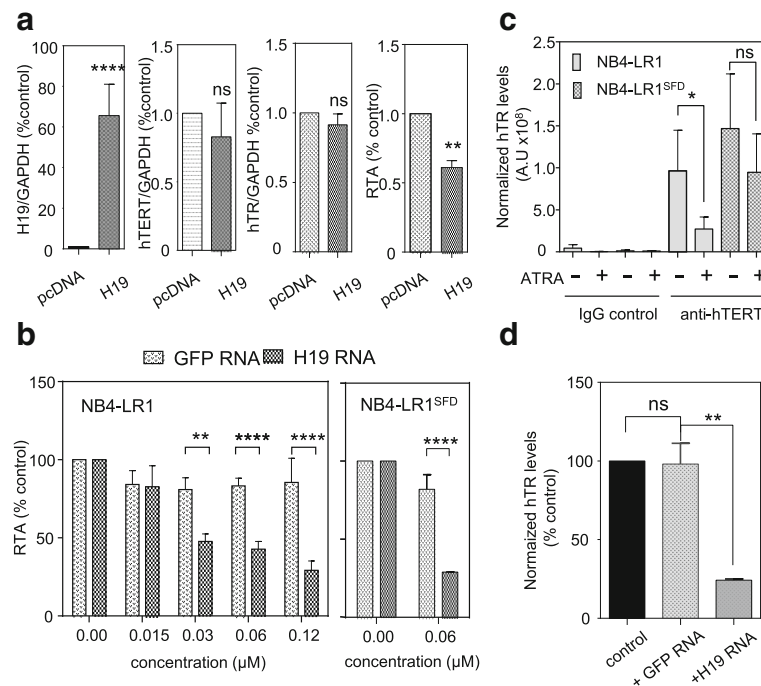 a
H19/GAPDH (%control)
100
80
60
40
20
0
****
pcDNA
H19
hTERT/GAPDH (%control)
1.5
1.0
0.5
0
ns
pcDNA
H19
hTR/GAPDH %control)
1.5
1.0
0.5
0.0
ns
pcDNA
H19
RTA (% control)
1.5
1.0
0.5
0.0
**
pcDNA
H19
c
Normalized hTR levels
(A.U x10⁸)
2.5
2.0
1.5
1.0
0.5
0
NB4-LR1
NB4-LR1ˢFD
*
ns
ATRA − + − + − + − +
IgG control
anti-hTERT
b
GFP RNA H19 RNA
RTA (% control)
150
100
50
0
NB4-LR1
**
****
****
0.00 0.015 0.03 0.06 0.12
concentration (µM)
NB4-LR1SFD
****
0.00 0.06
concentration (µM)
d
Normaized hTR levels
(% control)
150
100
50
0
ns
**
control
+ GFP RNA
+H19 RNA